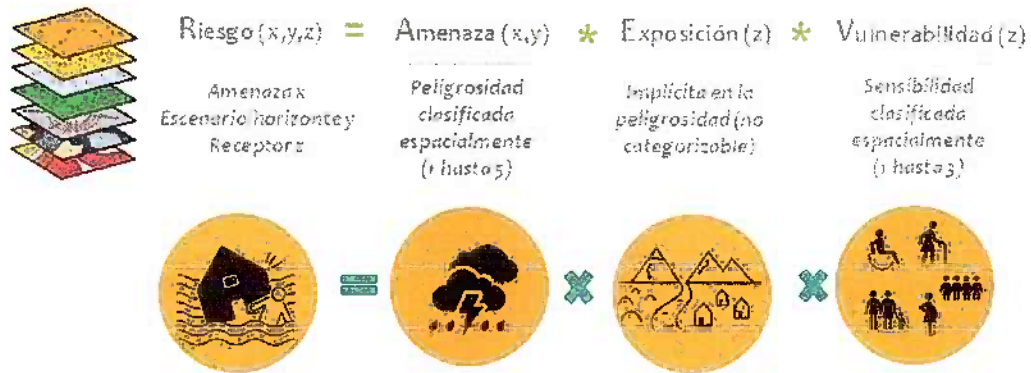 Riesgo (x,y,z) = Amenaza (x,y) * Exposición (z) * Vulnerabilidad (z)
Amenaza x
Escenario horizonte y
Receptor z
Peligrosidad
clasificada
espacialmente
(1 hasta 5)
Implícita en la
peligrosidad (no
categorizable)
Sensibilidad
clasificada
espacialmente
(1 hasta 3)